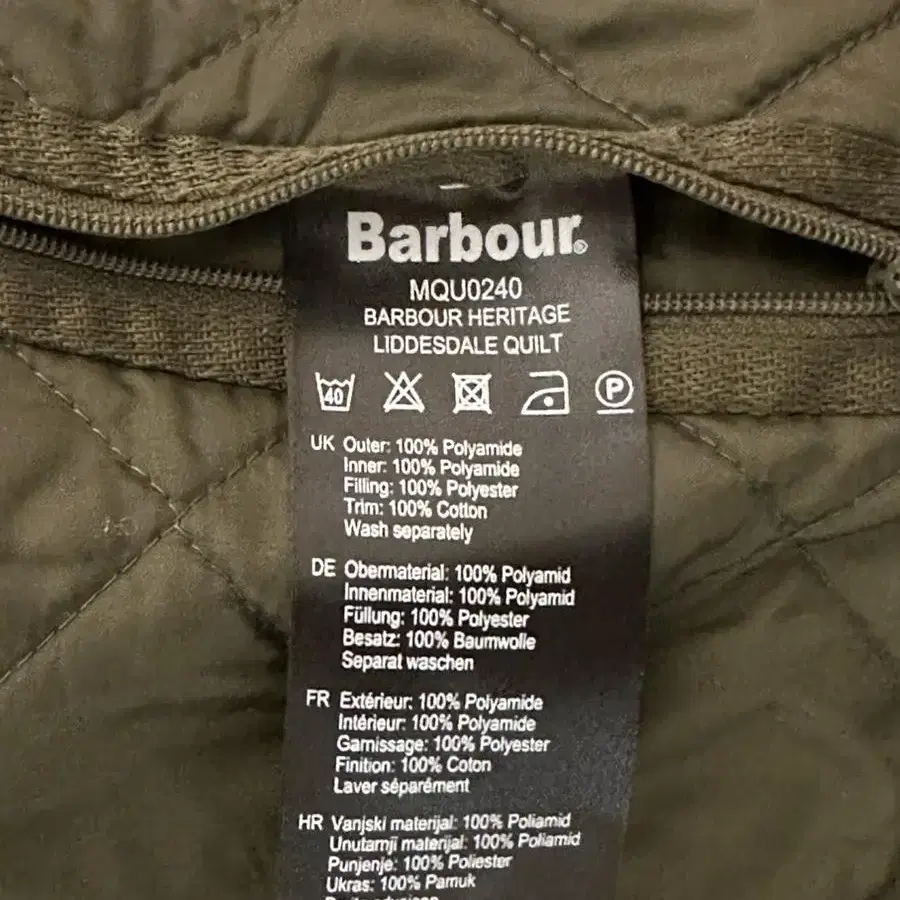 Barbour®
MQU0240
BARBOUR HERITAGE
LIDDESDALE QUILT
40 P
UK Outer: 100% Polyamide
Inner: 100% Polyamide
Filling: 100% Polyester
Trim: 100% Cotton
Wash separately
DE Obermaterial: 100% Polyamid
Innenmaterial: 100% Polyamid
Füllung: 100% Polyester
Besatz: 100% Baumwolle
Separat waschen
FR Extérieur: 100% Polyamide
Intérieur: 100% Polyamide
Garnissage: 100% Polyester
Finition: 100% Coton
Laver séparément
HR Vanjski materijal: 100% Poliamid
Unutarnji materijal: 100% Poliamid
Punjenje: 100% Poliester
Ukras: 100% Pamuk